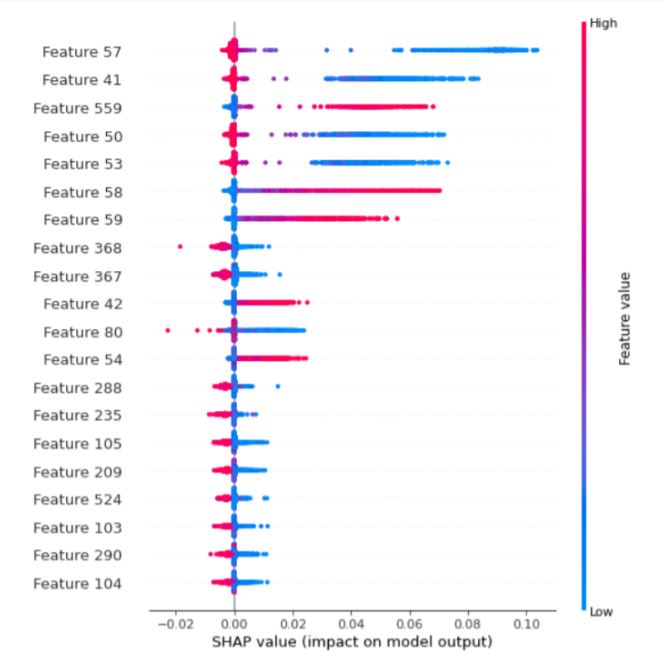 High
Feature 57
Feature 41
Feature 559
Feature 50
Feature 53
Feature 58
Feature 59
Feature 368
Feature 367
Feature 42
Feature 80
Feature 54
Feature 288
Feature 235
Feature 105
Feature 209
Feature 524
Feature 103
Feature 290
Feature 104
Feature value
Low
−0.02 0.00 0.02 0.04 0.06 0.08 0.10
SHAP value (impact on model output)